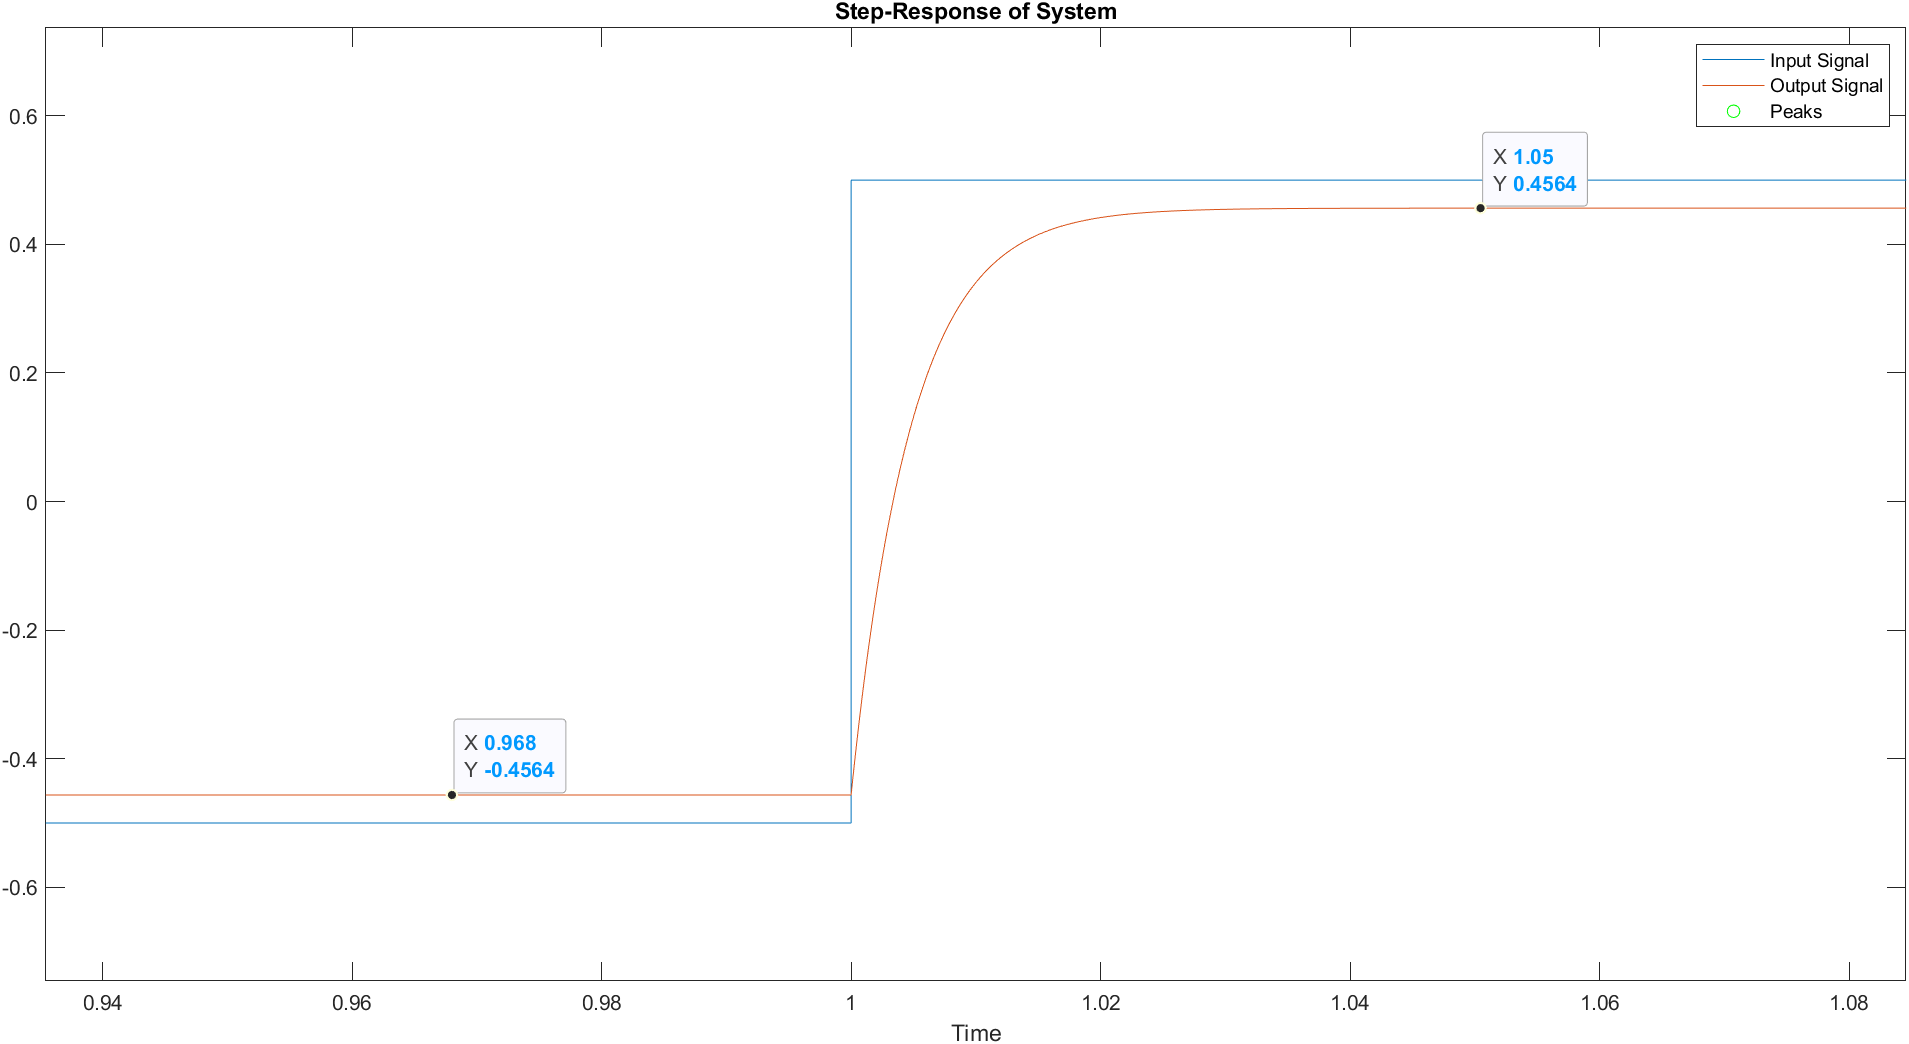 Step-Response of System
Input Signal
Output Signal
Peaks
X 1.05
Y 0.4564
X 0.968
Y -0.4564
0.6
0.4
0.2
0
-0.2
-0.4
-0.6
0.94 0.96 0.98 1 1.02 1.04 1.06 1.08
Time